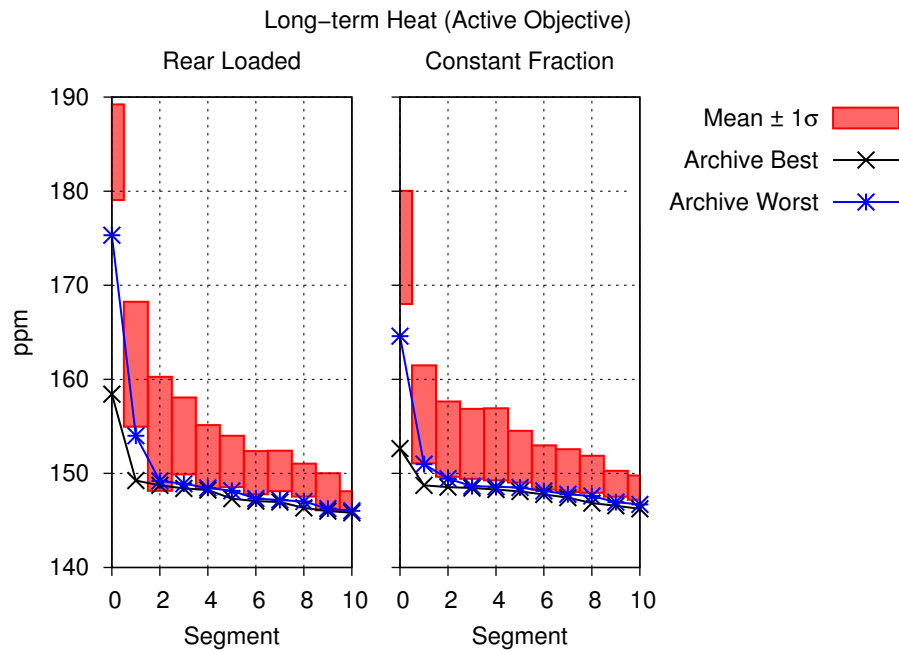 Long−term Heat (Active Objective)
Rear Loaded
Constant Fraction
190
180
170
160
150
140
ppm
0 2 4 6 8 10
0 2 4 6 8 10
Segment
Segment
Mean ± 1σ
Archive Best
Archive Worst